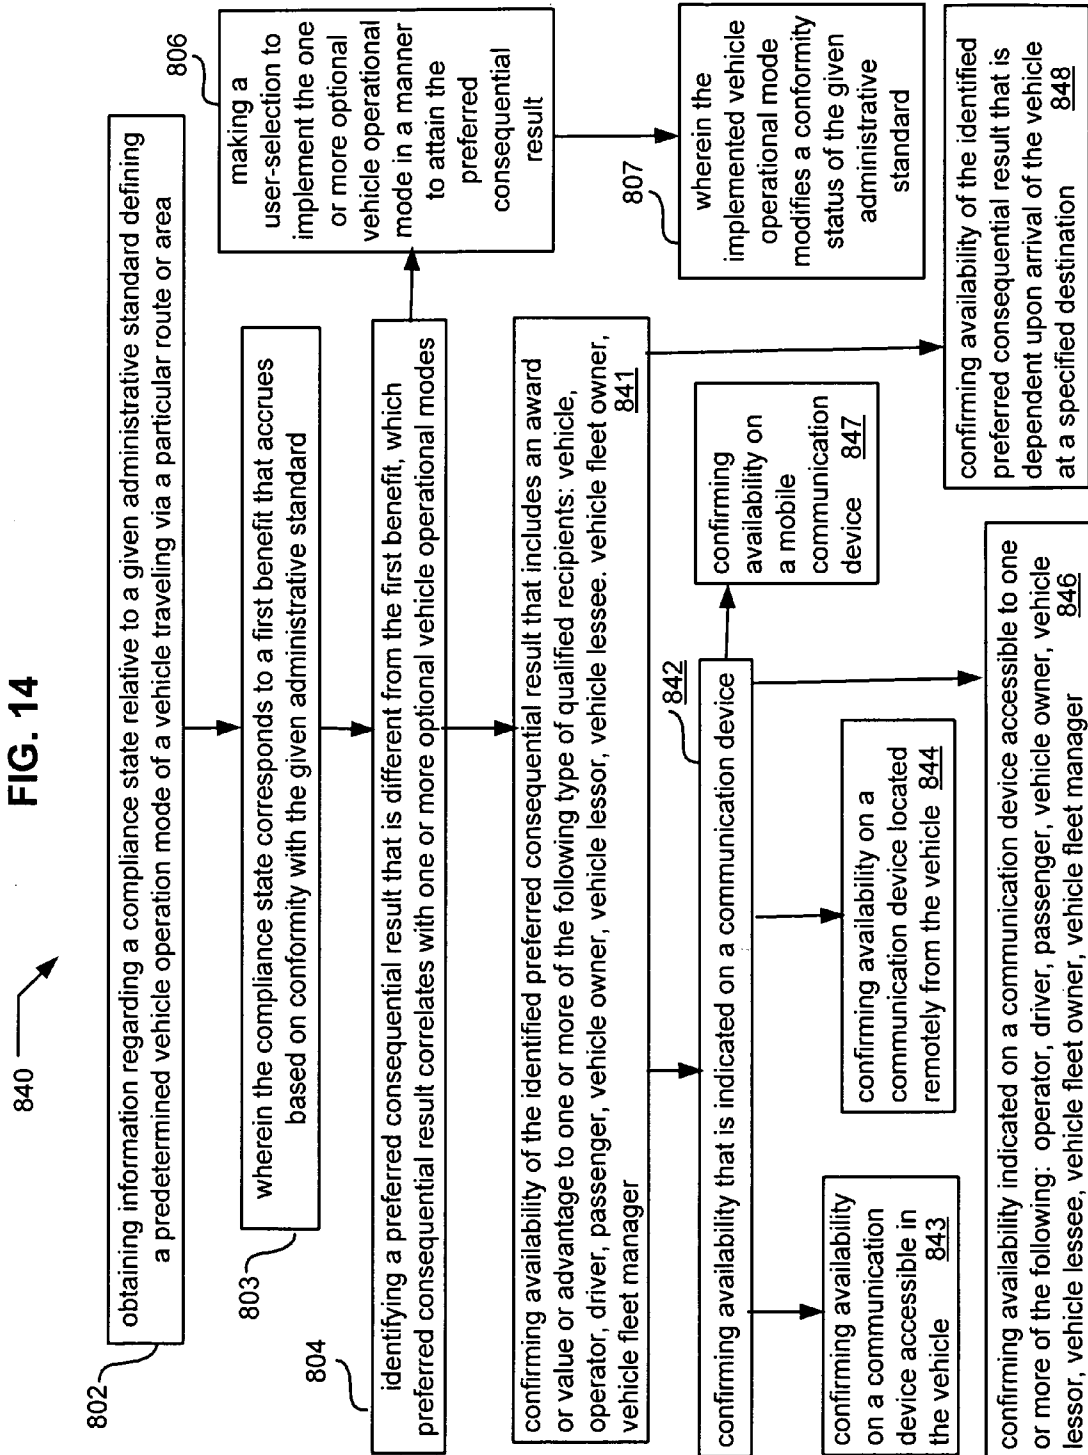 FIG. 14
840
802
obtaining information regarding a compliance state relative to a given administrative standard defining
a predetermined vehicle operation mode of a vehicle traveling via a particular route or area
803
wherein the compliance state corresponds to a first benefit that accrues
based on conformity with the given administrative standard
804
identifying a preferred consequential result that is different from the first benefit, which
preferred consequential result correlates with one or more optional vehicle operational modes
806
making a
user-selection to
implement the one
or more optional
vehicle operational
mode in a manner
to attain the
preferred
consequential
result
807
wherein the
implemented vehicle
operational mode
modifies a conformity
status of the given
administrative
standard
confirming availability of the identified preferred consequential result that includes an award
or value or advantage to one or more of the following type of qualified recipients: vehicle,
operator, driver, passenger, vehicle owner, vehicle lessor, vehicle lessee. vehicle fleet owner,
vehicle fleet manager 841
842
confirming availability that is indicated on a communication device
confirming availability
on a communication
device accessible in
the vehicle 843
confirming availability on a
communication device located
remotely from the vehicle 844
confirming
availability on
a mobile
communication
device 847
confirming availability indicated on a communication device accessible to one
or more of the following: operator, driver, passenger, vehicle owner, vehicle
lessor, vehicle lessee, vehicle fleet owner, vehicle fleet manager 846
confirming availability of the identified
preferred consequential result that is
dependent upon arrival of the vehicle
at a specified destination 848